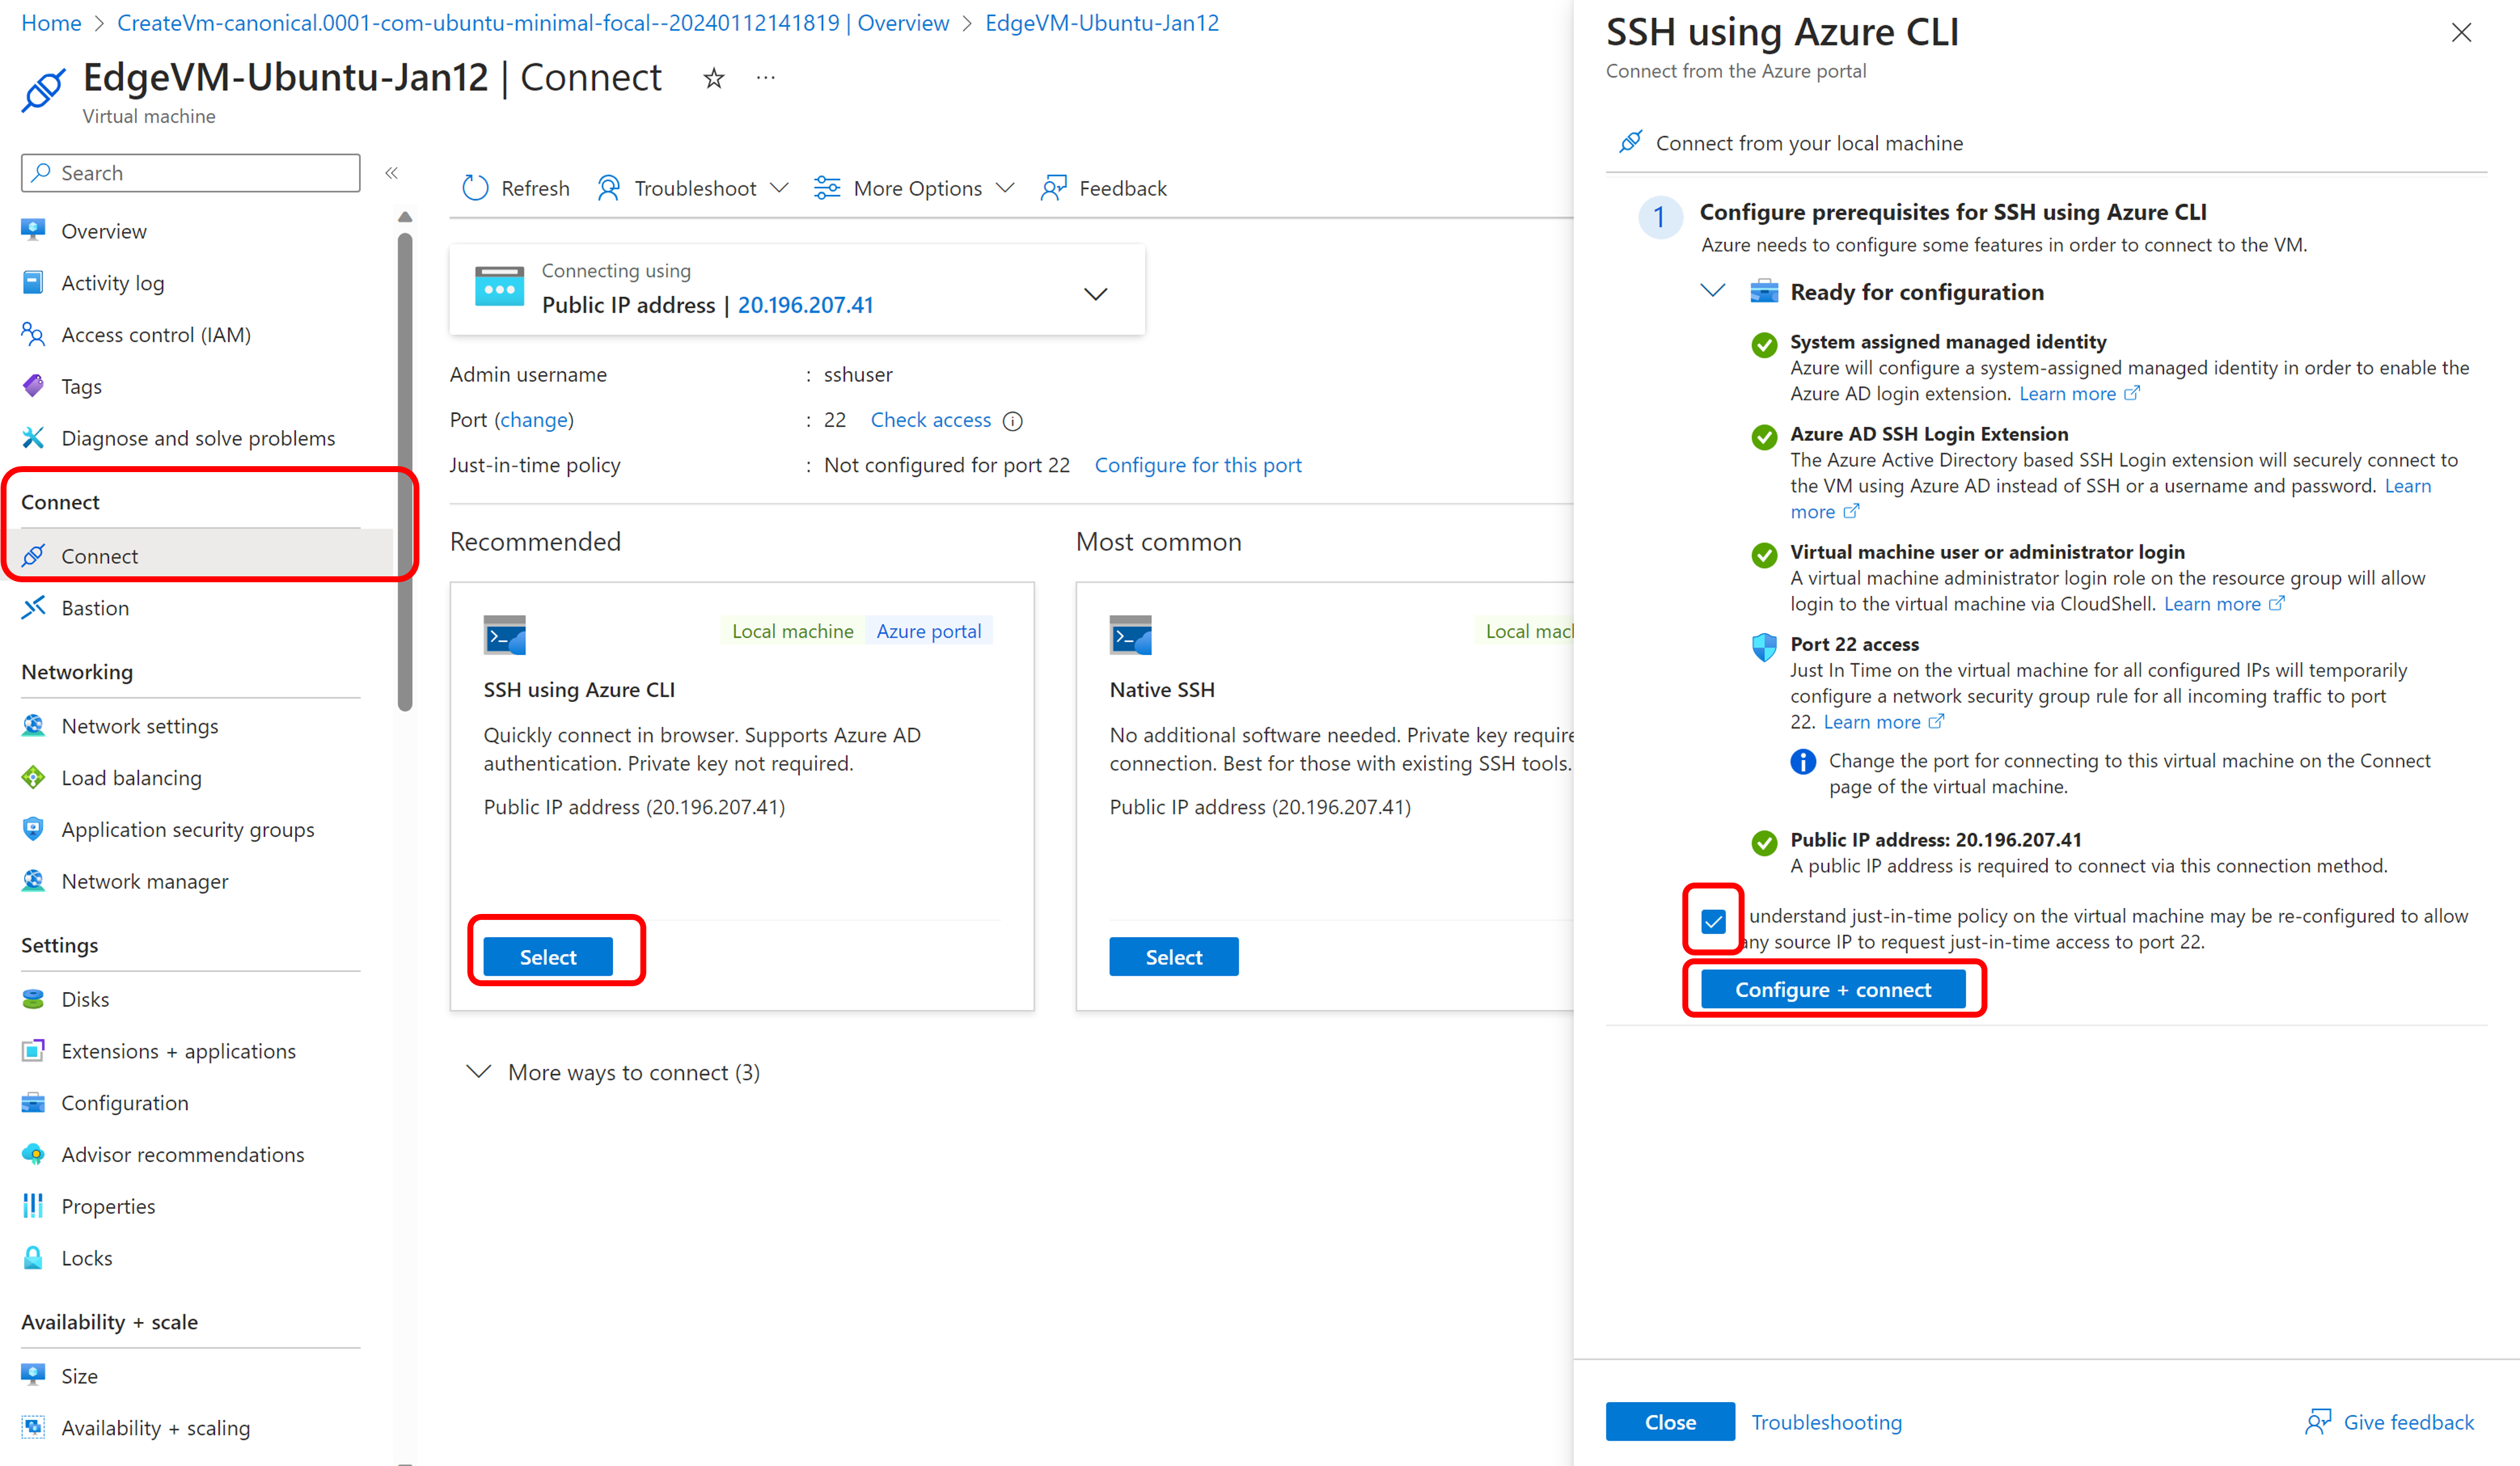 Home > CreateVm-canonical.0001-com-ubuntu-minimal-focal--20240112141819 | Overview > EdgeVM-Ubuntu-Jan12
EdgeVM-Ubuntu-Jan12 | Connect
Virtual machine
Search
Overview
Activity log
Access control (IAM)
Tags
Diagnose and solve problems
Connect
Connect
Bastion
Networking
Network settings
Load balancing
Application security groups
Network manager
Settings
Disks
Extensions + applications
Configuration
Advisor recommendations
Properties
Locks
Availability + scale
Size
Availability + scaling
Refresh Troubleshoot More Options Feedback
Connecting using
Public IP address | 20.196.207.41
Admin username : sshuser
Port (change) : 22 Check access
Just-in-time policy : Not configured for port 22 Configure for this port
Recommended
Local machine Azure portal
SSH using Azure CLI
Quickly connect in browser. Supports Azure AD
authentication. Private key not required.
Public IP address (20.196.207.41)
Select
Most common
Local mac
Native SSH
No additional software needed. Private key require
connection. Best for those with existing SSH tools.
Public IP address (20.196.207.41)
Select
More ways to connect (3)
SSH using Azure CLI
Connect from the Azure portal
Connect from your local machine
1 Configure prerequisites for SSH using Azure CLI
Azure needs to configure some features in order to connect to the VM.
Ready for configuration
System assigned managed identity
Azure will configure a system-assigned managed identity in order to enable the
Azure AD login extension. Learn more
Azure AD SSH Login Extension
The Azure Active Directory based SSH Login extension will securely connect to
the VM using Azure AD instead of SSH or a username and password. Learn
more
Virtual machine user or administrator login
A virtual machine administrator login role on the resource group will allow
login to the virtual machine via CloudShell. Learn more
Port 22 access
Just In Time on the virtual machine for all configured IPs will temporarily
configure a network security group rule for all incoming traffic to port
22. Learn more
Change the port for connecting to this virtual machine on the Connect
page of the virtual machine.
Public IP address: 20.196.207.41
A public IP address is required to connect via this connection method.
understand just-in-time policy on the virtual machine may be re-configured to allow
any source IP to request just-in-time access to port 22.
Configure + connect
Close Troubleshooting Give feedback